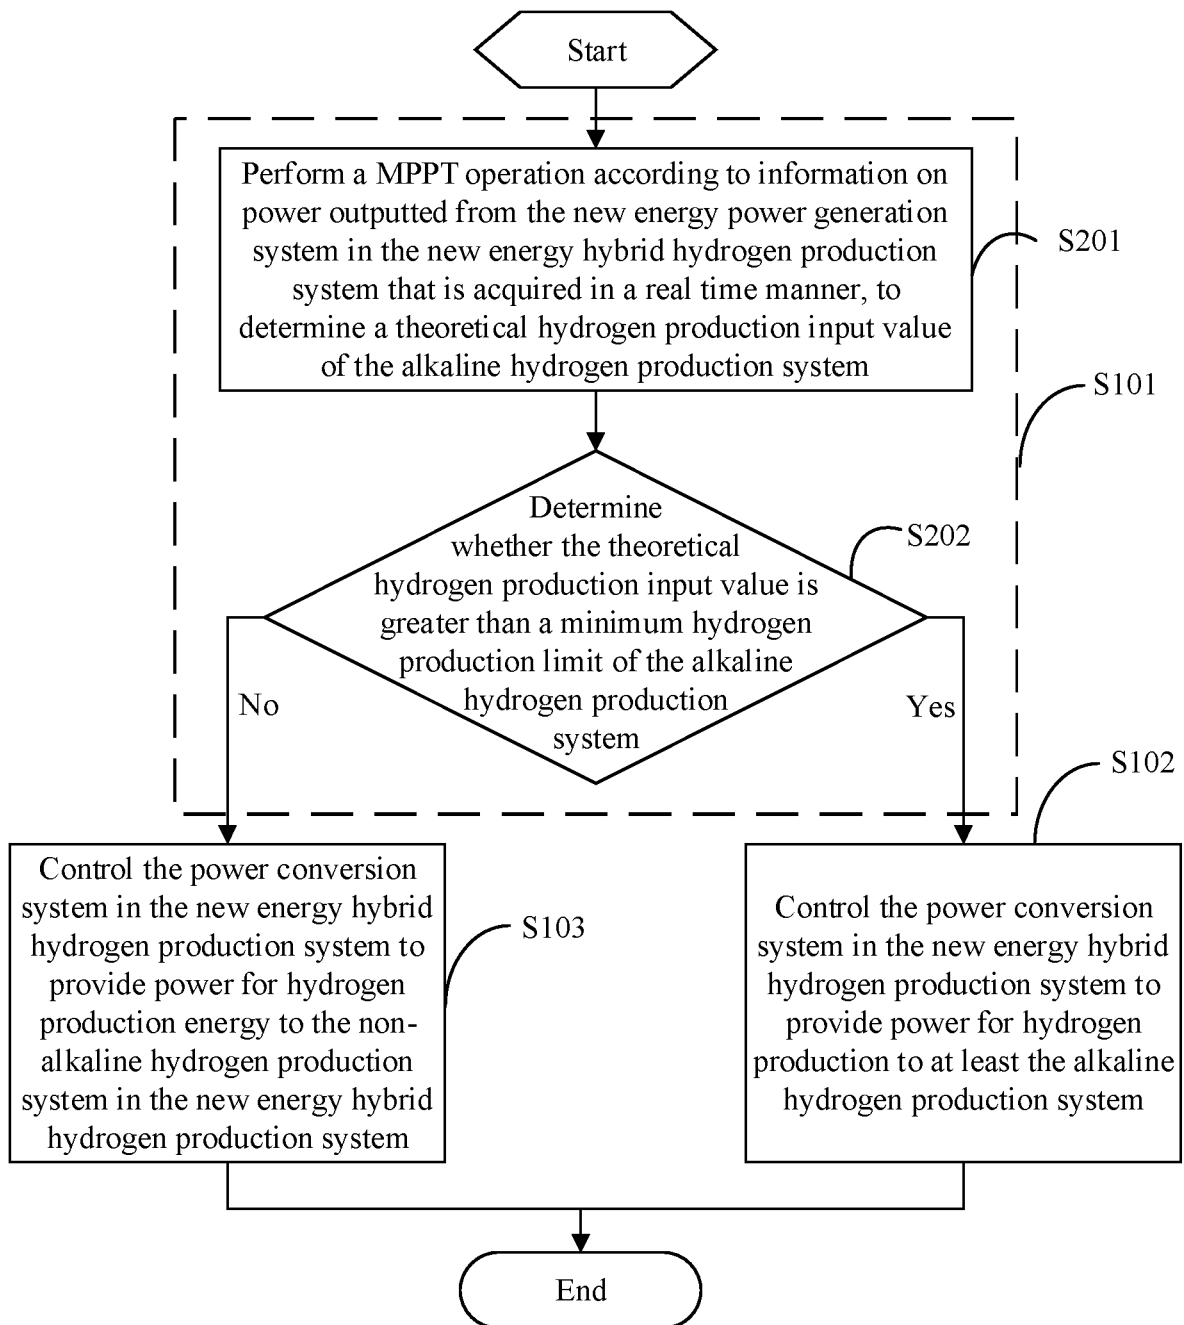 Start
Perform a MPPT operation according to information on
power outputted from the new energy power generation
system in the new energy hybrid hydrogen production
system that is acquired in a real time manner, to
determine a theoretical hydrogen production input value
of the alkaline hydrogen production system
S201
S101
Determine
whether the theoretical
hydrogen production input value is
greater than a minimum hydrogen
production limit of the alkaline
hydrogen production
system
S202
No
Yes
S102
Control the power conversion
system in the new energy hybrid
hydrogen production system to
provide power for hydrogen
production energy to the non-
alkaline hydrogen production
system in the new energy hybrid
hydrogen production system
S103
Control the power conversion
system in the new energy hybrid
hydrogen production system to
provide power for hydrogen
production to at least the alkaline
hydrogen production system
End